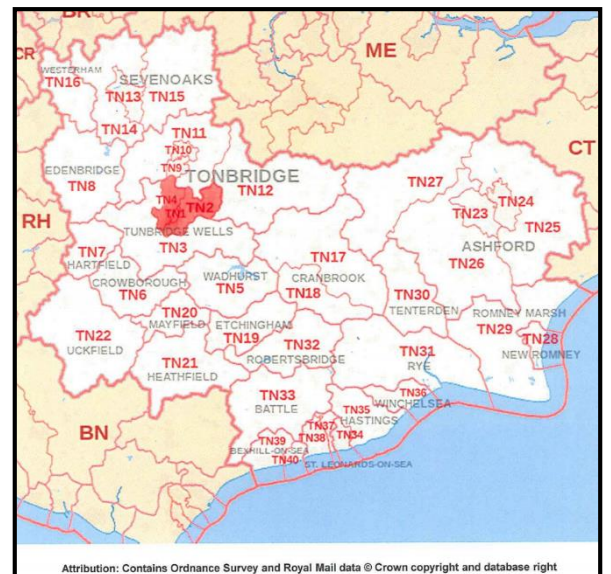 BR
CR
ME
WESTERHAM
TN16
SEVENOAKS
TN13
TN15
TN14
TN11
TN10
CT
EDENBRIDGE
TN8
TN9
TONBRIDGE
TN12
TN27
TN24
TN4
TN2
TN1
TN23
TN25
RH
TUNBRIDGE WELLS
TN3
ASHFORD
TN26
TN7
HARTFIELD
TN17
CROWBOROUGH
TN6
WADHURST
TN5
CRANBROOK
TN18
TN30
TENTERDEN
TN20
MAYFIELD
ETCHINGHAM
TN19
ROMNEY MARSH
TN29
TN28
NEW ROMNEY
TN22
UCKFIELD
TN32
ROBERTSBRIDGE
TN31
RYE
TN21
HEATHFIELD
TN33
BATTLE
TN36
WINCHELSEA
TN35
HASTINGS
BN
TN37
TN38
TN34
TN39
BEXHILL-ON-SEA
TN40
ST. LEONARDS-ON-SEA
Attribution: Contains Ordnance Survey and Royal Mail data © Crown copyright and database right